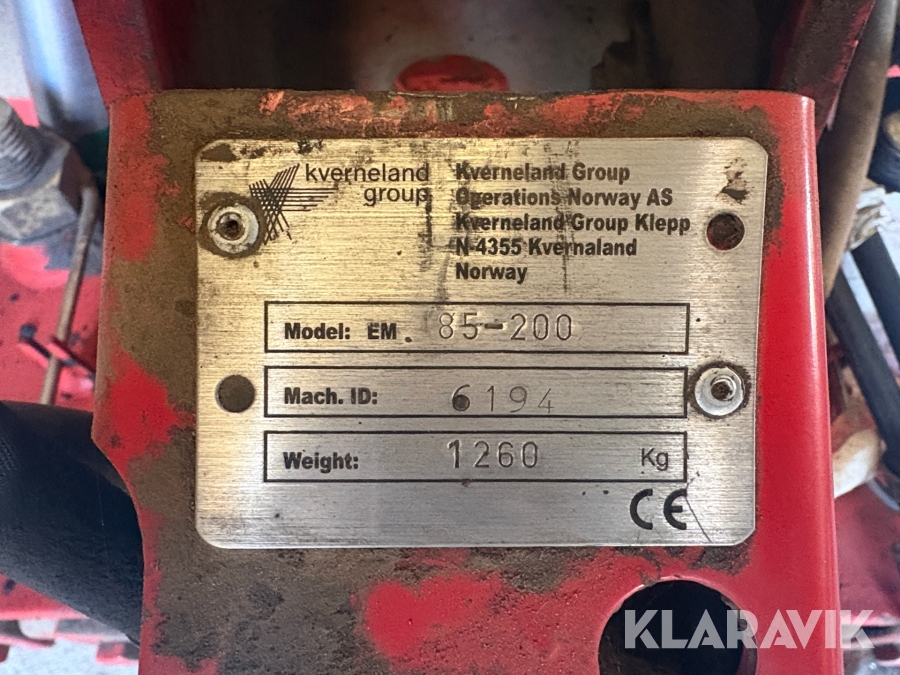 kverneland
group
Kverneland Group
Operations Norway AS
Kverneland Group Klepp
N-4355 Kvernaland
Norway
Model: EM. 85-200
Mach. ID: 6194
Weight: 1260 Kg
CE
KLARAVIK